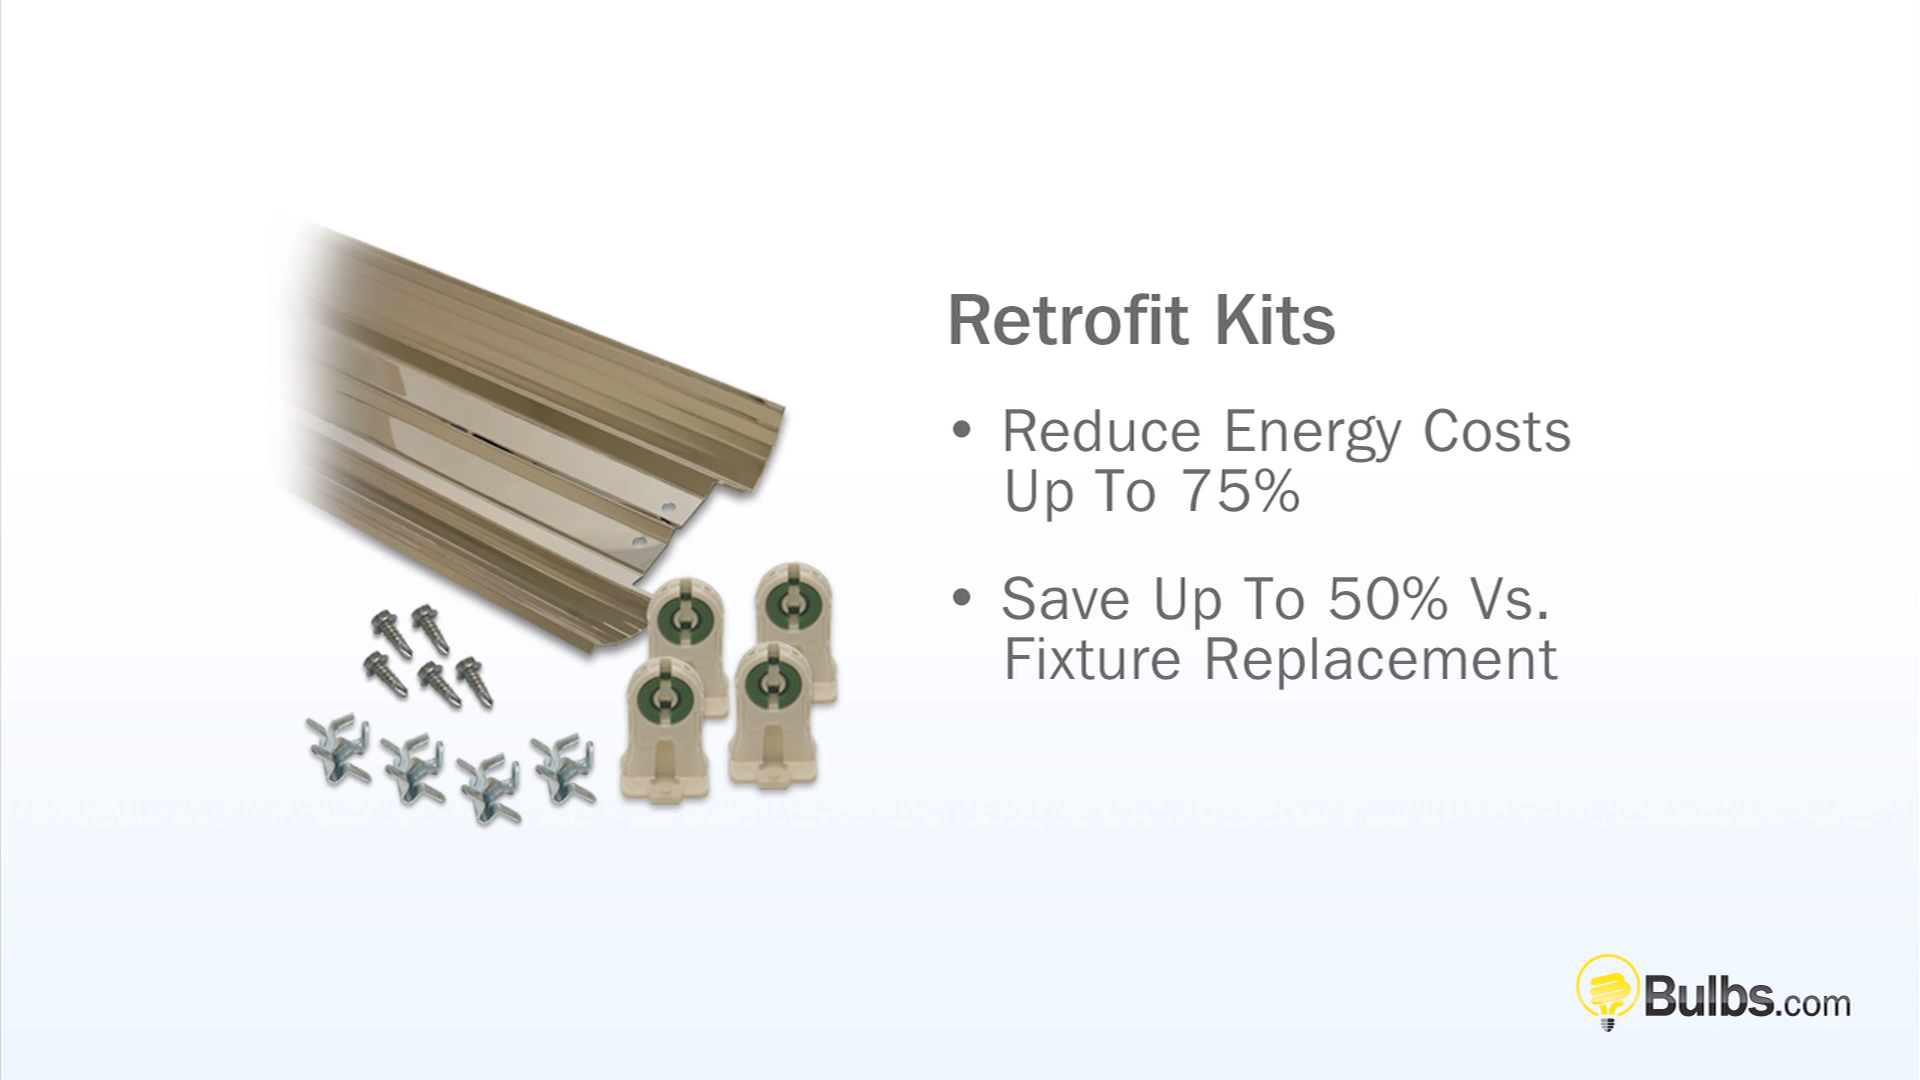 Retrofit Kits
• Reduce Energy Costs
Up To 75%
• Save Up To 50% Vs.
Fixture Replacement
Bulbs.com